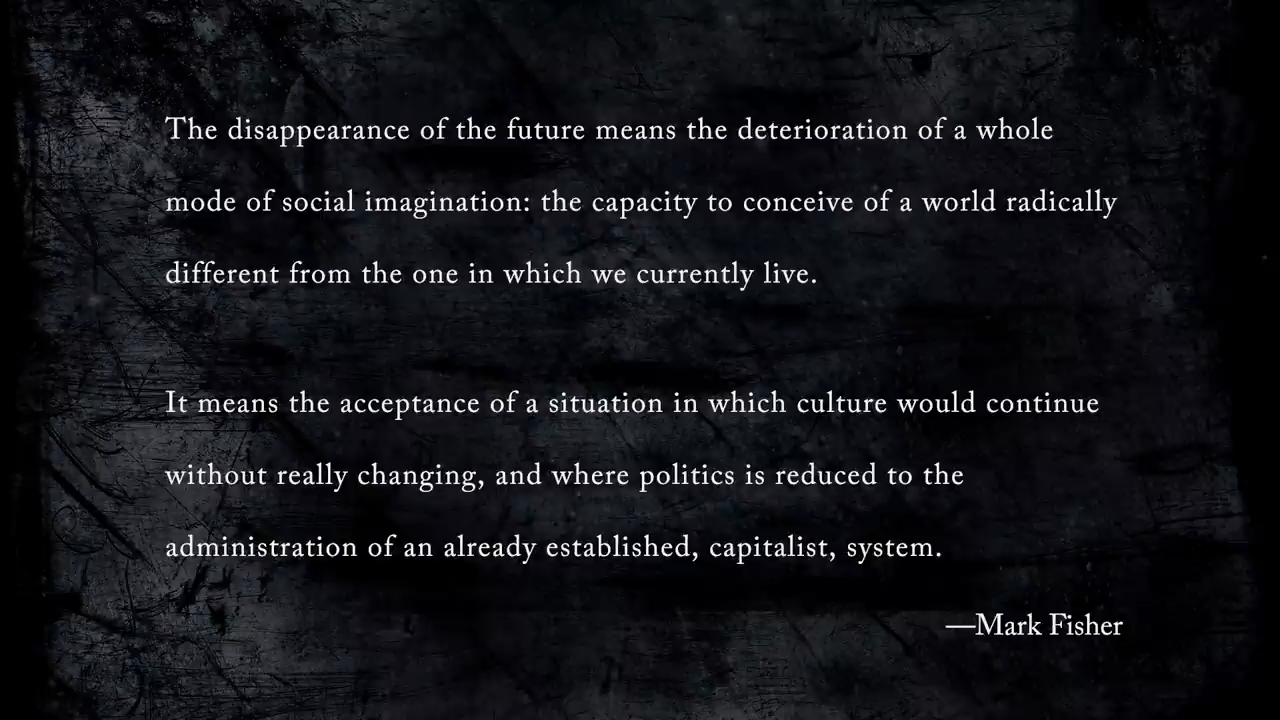 The disappearance of the future means the deterioration of a whole
mode of social imagination: the capacity to conceive of a world radically
different from the one in which we currently live.
It means the acceptance of a situation in which culture would continue
without really changing, and where politics is reduced to the
administration of an already established, capitalist, system.
—Mark Fisher